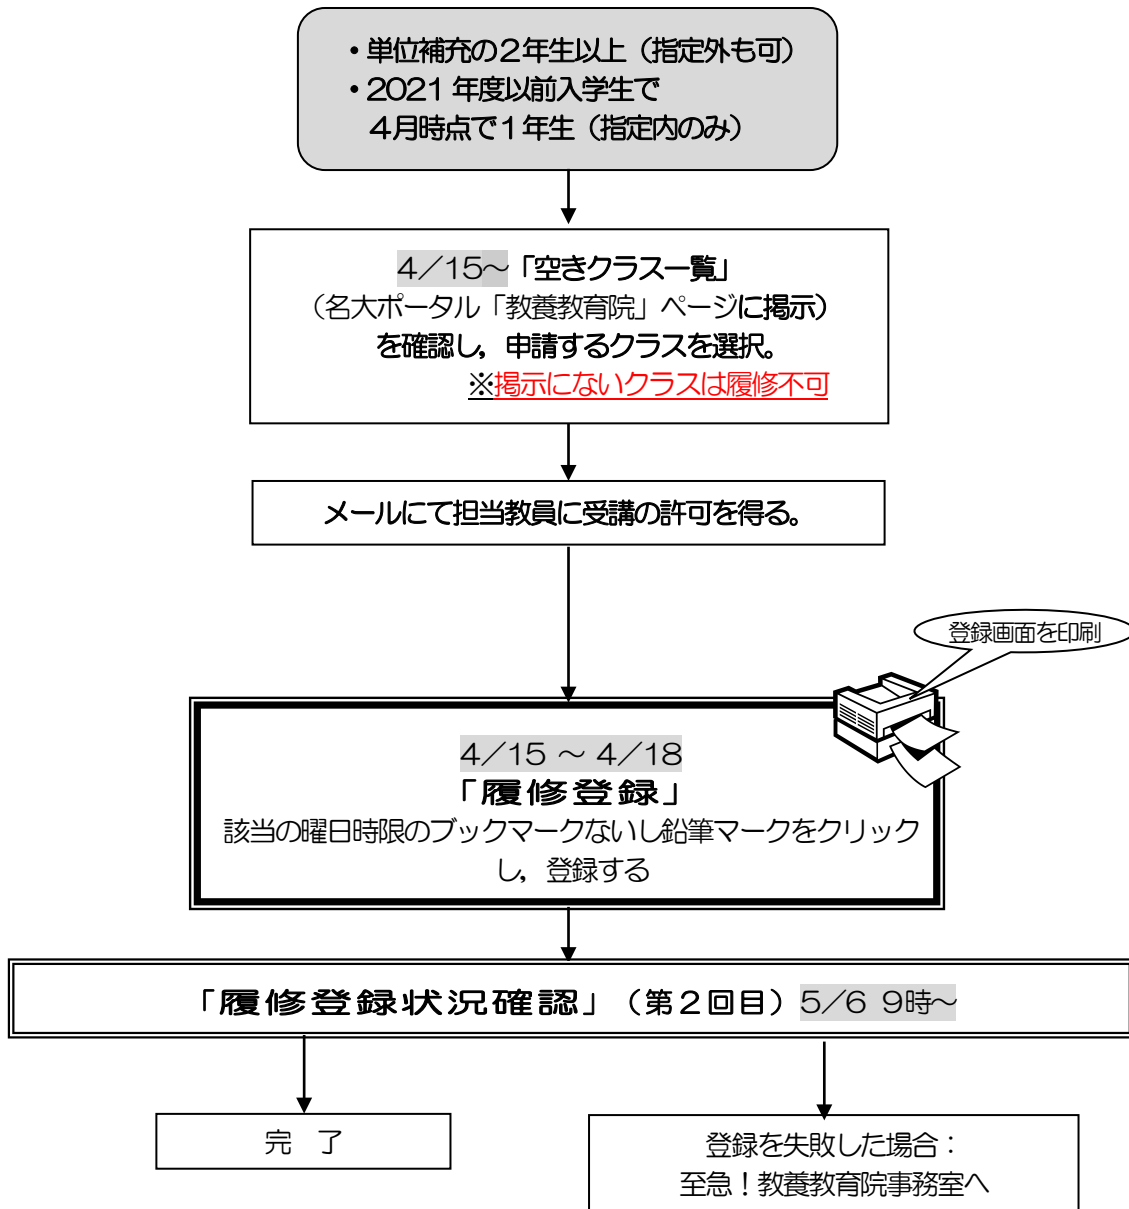 ・単位補充の２年生以上（指定外も可）
・2021 年度以前入学生で
４月時点で１年生（指定内のみ）
４／15～「空きクラス一覧」
（名大ポータル「教養教育院」ページに掲示）
を確認し，申請するクラスを選択。
※掲示にないクラスは履修不可
メールにて担当教員に受講の許可を得る。
登録画面を印刷
４／15 ～ ４／18
「履修登録」
該当の曜日時限のブックマークないし鉛筆マークをクリック
し，登録する
「履修登録状況確認」（第２回目）５／６ ９時～
完　了
登録を失敗した場合：
至急！教養教育院事務室へ